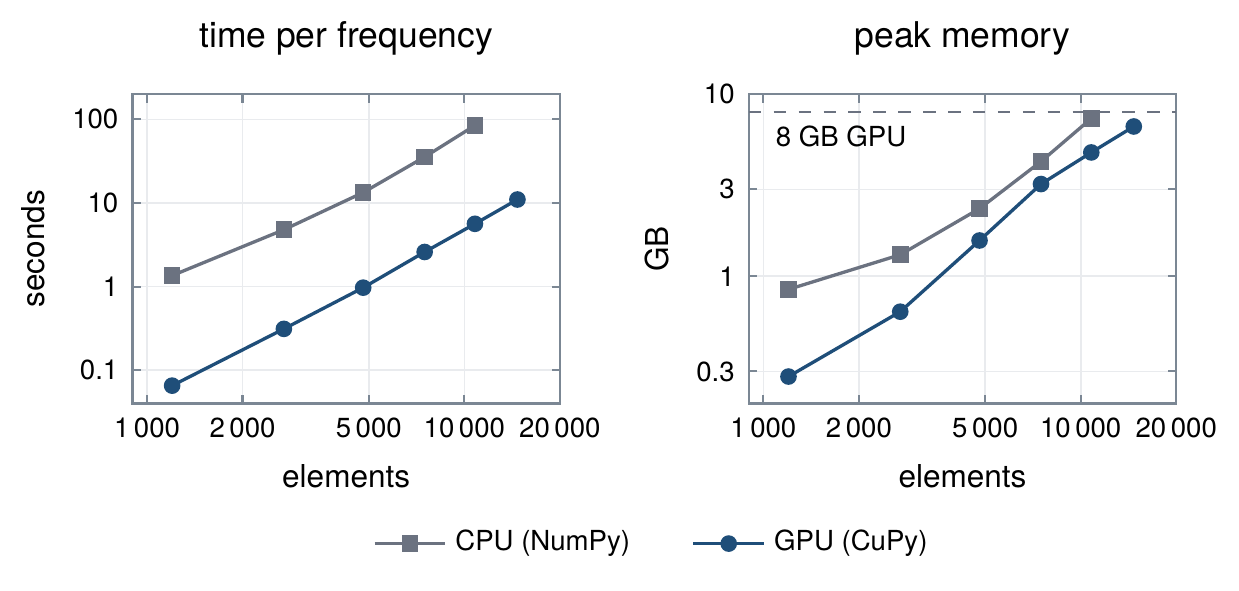 time per frequency
seconds
100
10
1
0.1
1 000 2 000 5 000 10 000 20 000
elements
peak memory
GB
10
3
1
0.3
8 GB GPU
1 000 2 000 5 000 10 000 20 000
elements
CPU (NumPy) GPU (CuPy)